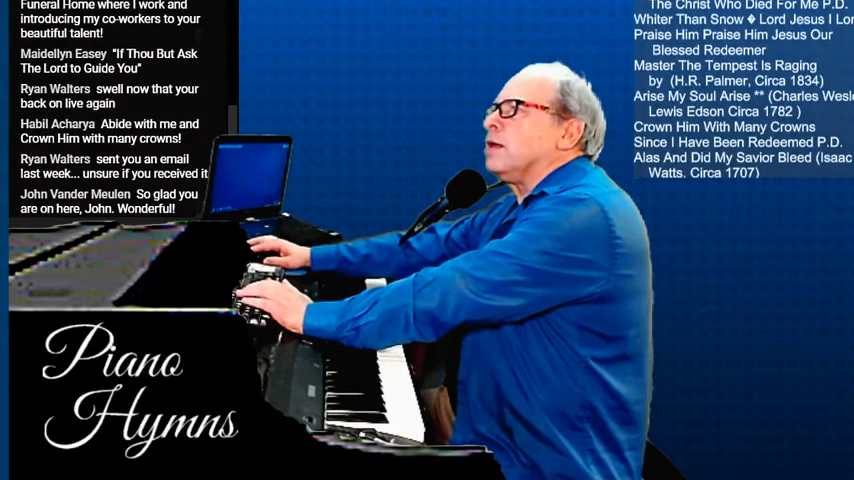 Funeral Home where I work and
introducing my co-workers to your
beautiful talent!
Maidellyn Easey "If Thou But Ask
The Lord to Guide You"
Ryan Walters swell now that your
back on live again
Habil Acharya Abide with me and
Crown Him with many crowns!
Ryan Walters sent you an email
last week... unsure if you received it
John Vander Meulen So glad you
are on here, John. Wonderful!
Piano
Hymns
The Christ Who Died For Me P.D.
Whiter Than Snow � Lord Jesus I Lon
Praise Him Praise Him Jesus Our
Blessed Redeemer
Master The Tempest Is Raging
by (H.R. Palmer, Circa 1834)
Arise My Soul Arise ** (Charles Wesle
Lewis Edson Circa 1782 )
Crown Him With Many Crowns
Since I Have Been Redeemed P.D.
Alas And Did My Savior Bleed (Isaac
Watts, Circa 1707)